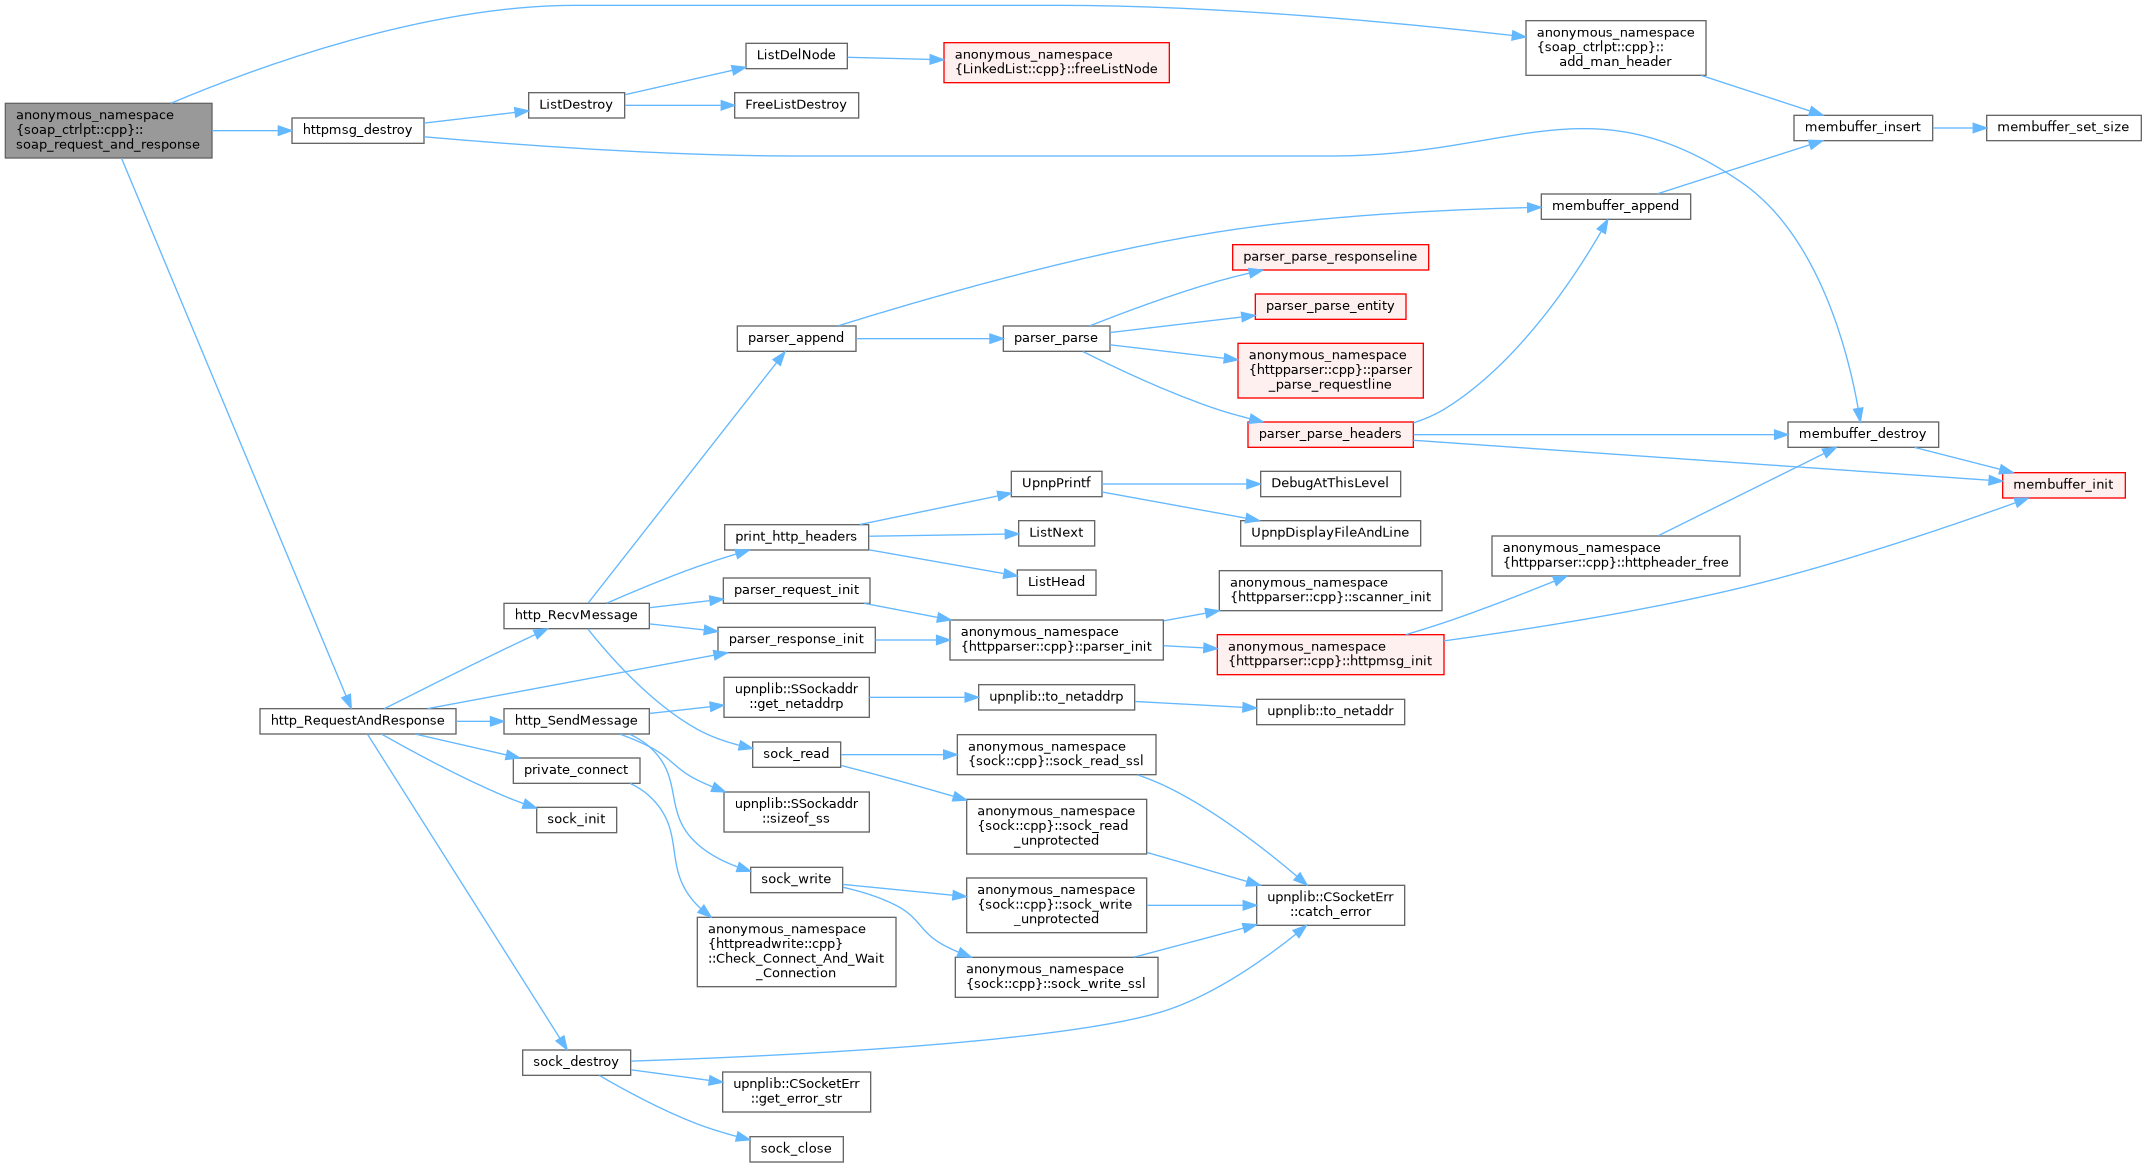 anonymous_namespace
{soap_ctrlpt::cpp}::
soap_request_and_response
httpmsg_destroy
ListDestroy
ListDelNode
anonymous_namespace
{LinkedList::cpp}::freeListNode
FreeListDestroy
anonymous_namespace
{soap_ctrlpt::cpp}::
add_man_header
membuffer_insert
membuffer_set_size
membuffer_append
parser_parse_responseline
parser_parse_entity
parser_append
parser_parse
anonymous_namespace
{httpparser::cpp}::parser
_parse_requestline
parser_parse_headers
membuffer_destroy
membuffer_init
UpnpPrintf
DebugAtThisLevel
UpnpDisplayFileAndLine
print_http_headers
ListNext
ListHead
anonymous_namespace
{httpparser::cpp}::httpheader_free
http_RecvMessage
parser_request_init
anonymous_namespace
{httpparser::cpp}::scanner_init
parser_response_init
anonymous_namespace
{httpparser::cpp}::parser_init
anonymous_namespace
{httpparser::cpp}::httpmsg_init
http_RequestAndResponse
http_SendMessage
upnplib::SSockaddr
::get_netaddrp
upnplib::to_netaddrp
upnplib::to_netaddr
private_connect
sock_read
anonymous_namespace
{sock::cpp}::sock_read_ssl
sock_init
upnplib::SSockaddr
::sizeof_ss
anonymous_namespace
{sock::cpp}::sock_read
_unprotected
sock_write
anonymous_namespace
{sock::cpp}::sock_write
_unprotected
upnplib::CSocketErr
::catch_error
anonymous_namespace
{httpreadwrite::cpp}
::Check_Connect_And_Wait
_Connection
anonymous_namespace
{sock::cpp}::sock_write_ssl
sock_destroy
upnplib::CSocketErr
::get_error_str
sock_close